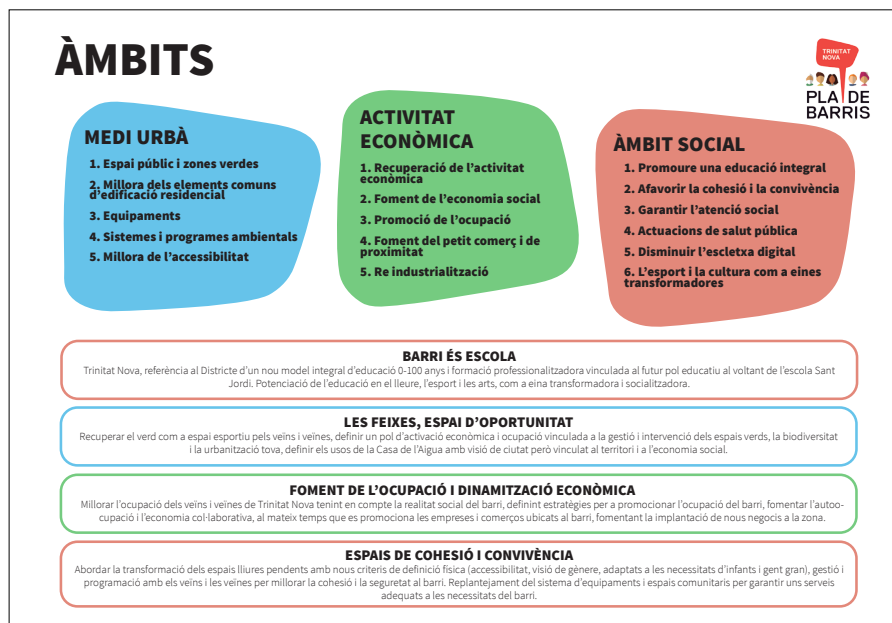 ÀMBITS
TRINITAT
NOVA
PLA DE
BARRIS
MEDI URBÀ
1. Espai públic i zones verdes
2. Millora dels elements comuns
d'edificació residencial
3. Equipaments
4. Sistemes i programes ambientals
5. Millora de l'accessibilitat
ACTIVITAT
ECONÒMICA
1. Recuperació de l'activitat
econòmica
2. Foment de l'economia social
3. Promoció de l'ocupació
4. Foment del petit comerç i de
proximitat
5. Re industrialització
ÀMBIT SOCIAL
1. Promoure una educació integral
2. Afavorir la cohesió i la convivència
3. Garantir l'atenció social
4. Actuacions de salut pública
5. Disminuir l'escletxa digital
6. L'esport i la cultura com a eines
transformadores
BARRI ÉS ESCOLA
Trinitat Nova, referència al Districte d'un nou model integral d'educació 0-100 anys i formació professionalitzadora vinculada al futur pol educatiu al voltant de l'escola Sant
Jordi. Potenciació de l'educació en el lleure, l'esport i les arts, com a eina transformadora i socialitzadora.
LES FEIXES, ESPAI D'OPORTUNITAT
Recuperar el verd com a espai esportiu pels veïns i veïnes, definir un pol d'activació econòmica i ocupació vinculada a la gestió i intervenció dels espais verds, la biodiversitat
i la urbanització tova, definir els usos de la Casa de l'Aigua amb visió de ciutat però vinculat al territori i a l'economia social.
FOMENT DE L'OCUPACIÓ I DINAMITZACIÓ ECONÒMICA
Millorar l'ocupació dels veïns i veïnes de Trinitat Nova tenint en compte la realitat social del barri, definint estratègies per a promocionar l'ocupació del barri, fomentar l'autoo-
cupació i l'economia col·laborativa, al mateix temps que es promociona les empreses i comerços ubicats al barri, fomentant la implantació de nous negocis a la zona.
ESPAIS DE COHESIÓ I CONVIVÈNCIA
Abordar la transformació dels espais lliures pendents amb nous criteris de definició física (accessibilitat, visió de gènere, adaptats a les necessitats d'infants i gent gran), gestió i
programació amb els veïns i les veïnes per millorar la cohesió i la seguretat al barri. Replantejament del sistema d'equipaments i espais comunitaris per garantir uns serveis
adequats a les necessitats del barri.